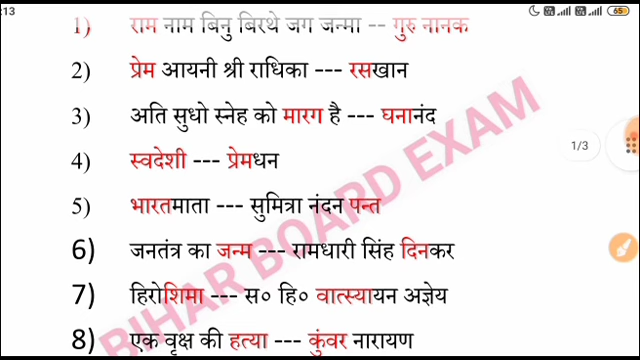 :13 65
1) राम नाम बिनु बिरथे जग जन्मा -- गुरु नानक
2) प्रेम आयनी श्री राधिका --- रसखान
3) अति सुधो स्नेह को मारग है --- घनानंद
1/3
4) स्वदेशी --- प्रेमधन
5) भारतमाता --- सुमित्रा नंदन पन्त
6) जनतंत्र का जन्म --- रामधारी सिंह दिनकर
7) हिरोशिमा --- स० हि० वात्स्यायन अज्ञेय
8) एक वृक्ष की हत्या --- कुंवर नारायण
BIHAR BOARD EXAM